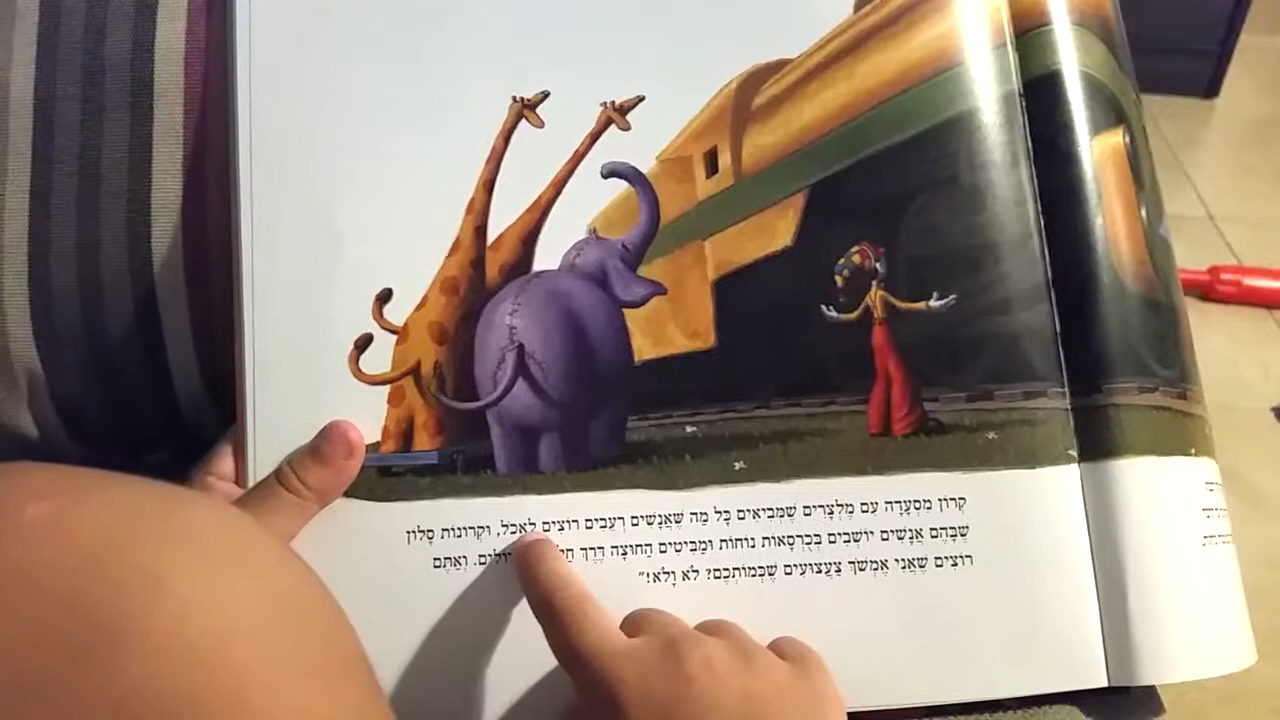 קְרוֹן מִסְעָדָה עִם מֶלְצָרִים שֶׁמְּבִיאִים כָּל מַה שֶּׁאֲנָשִׁים רְעֵבִים רוֹצִים לֶאֱכֹל, וּקְרוֹנוֹת סָלוֹן
שֶׁבָּהֶם אֲנָשִׁים יוֹשְׁבִים בְּכֻרְסָאוֹת נוֹחוֹת וּמַבִּיטִים הַחוּצָה דֶּרֶךְ. וְאַתֶּם
רוֹצִים שֶׁאֲנִי אֶמְשֹׁךְ צַעֲצוּעִים שֶׁכְּמוֹתְכֶם? לֹא וָלֹא!"